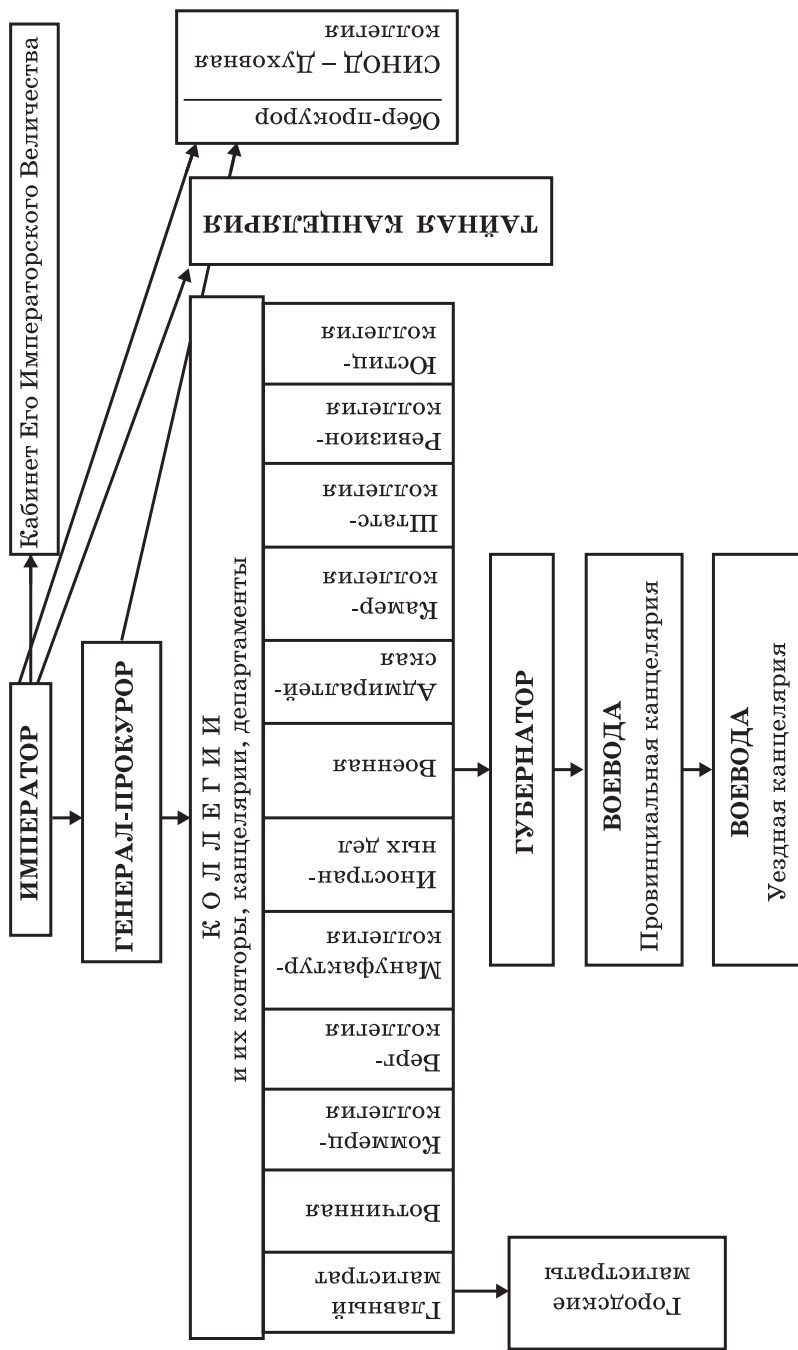 ИМПЕРАТОР
Кабинет Его Императорского Величества
ГЕНЕРАЛ-ПРОКУРОР
Обер-прокурор
СИНОД – Духовная
коллегия
ТАЙНАЯ КАНЦЕЛЯРИЯ
КОЛЛЕГИИ
и их конторы, канцелярии, департаменты
Главный
магистрат
Вотчинная
Коммерц-
коллегия
Берг-
коллегия
Мануфактур-
коллегия
Иностран-
ных дел
Военная
Адмиралтей-
ская
Камер-
коллегия
Штатс-
коллегия
Ревизион-
коллегия
Юстиц-
коллегия
Городские
магистраты
ГУБЕРНАТОР
ВОЕВОДА
Провинциальная канцелярия
ВОЕВОДА
Уездная канцелярия